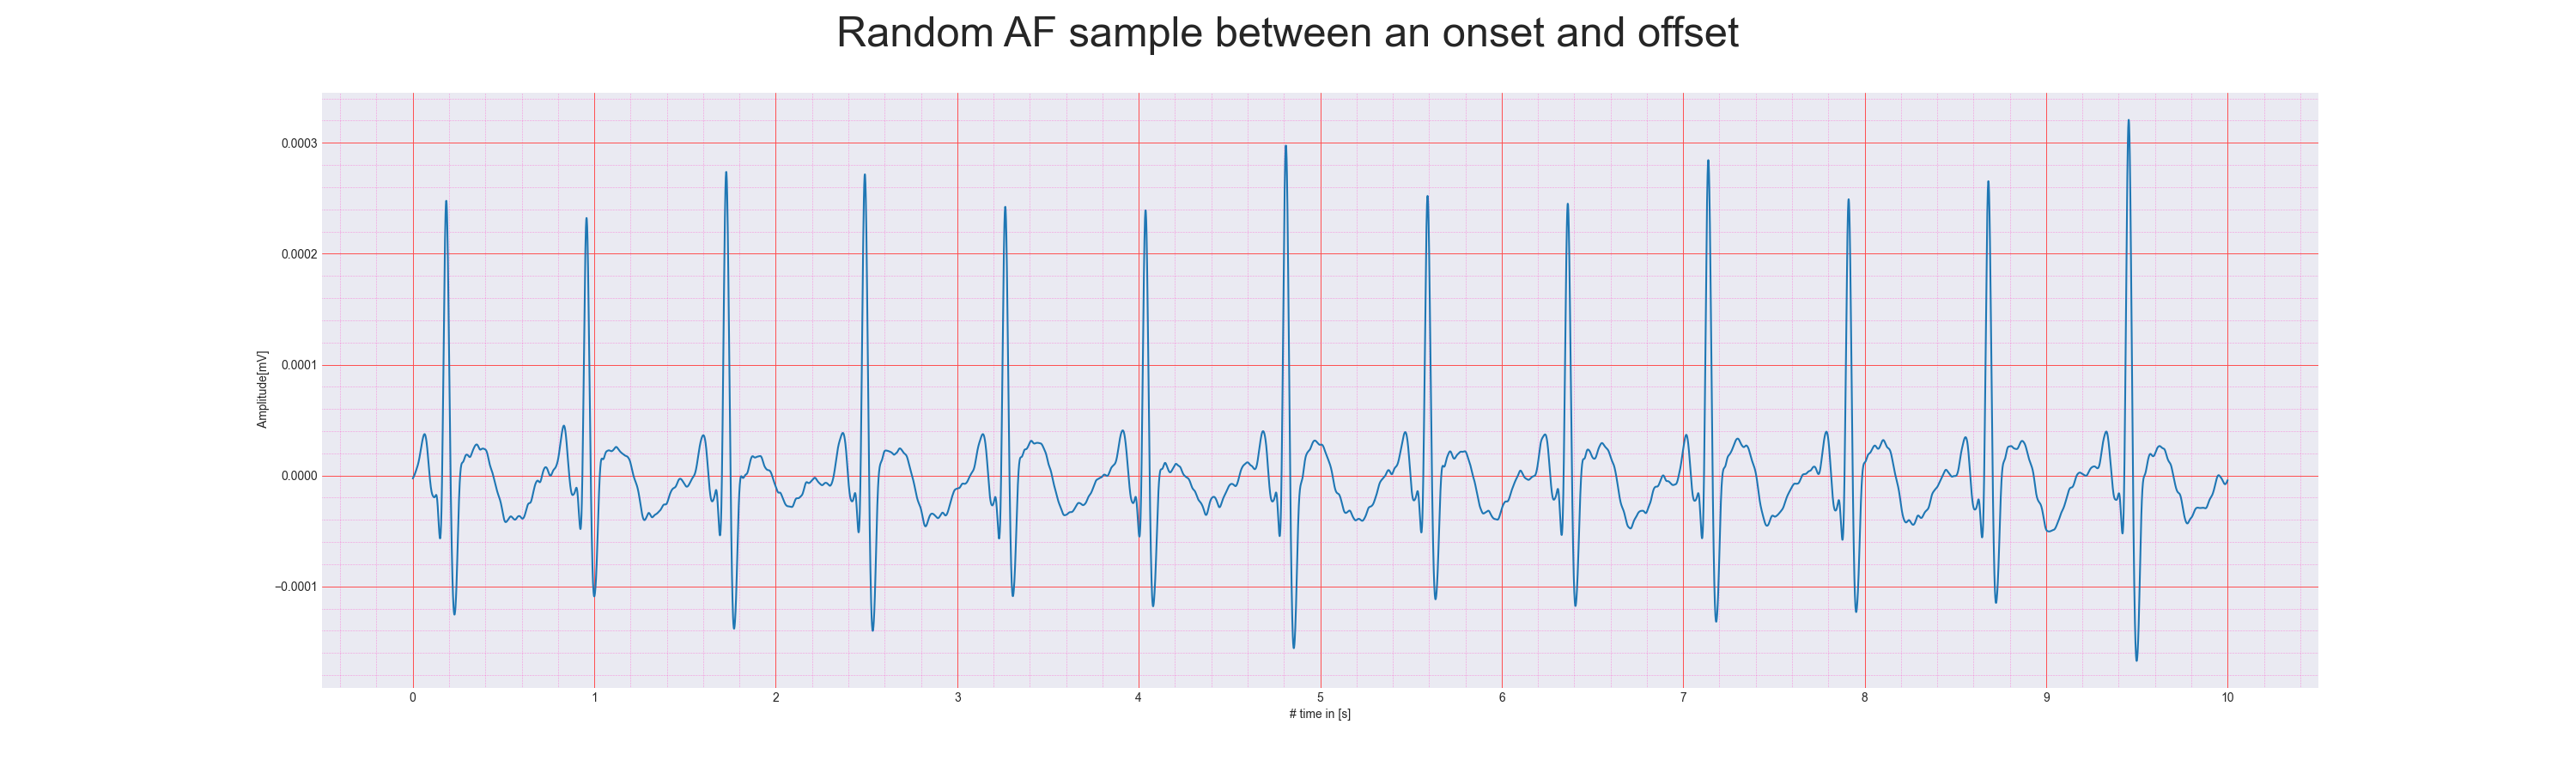 Random AF sample between an onset and offset
0.0003
0.0002
0.0001
0.0000
−0.0001
Amplitude[mV]
0 1 2 3 4 5 6 7 8 9 10
# time in [s]